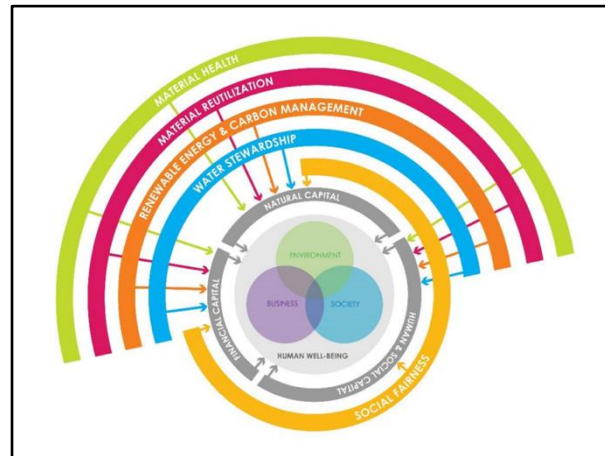 MATERIAL HEALTH
MATERIAL REUTILIZATION
RENEWABLE ENERGY & CARBON MANAGEMENT
WATER STEWARDSHIP
NATURAL CAPITAL
ENVIRONMENT
BUSINESS
SOCIETY
HUMAN WELL-BEING
FINANCIAL CAPITAL
HUMAN & SOCIAL CAPITAL
SOCIAL FAIRNESS